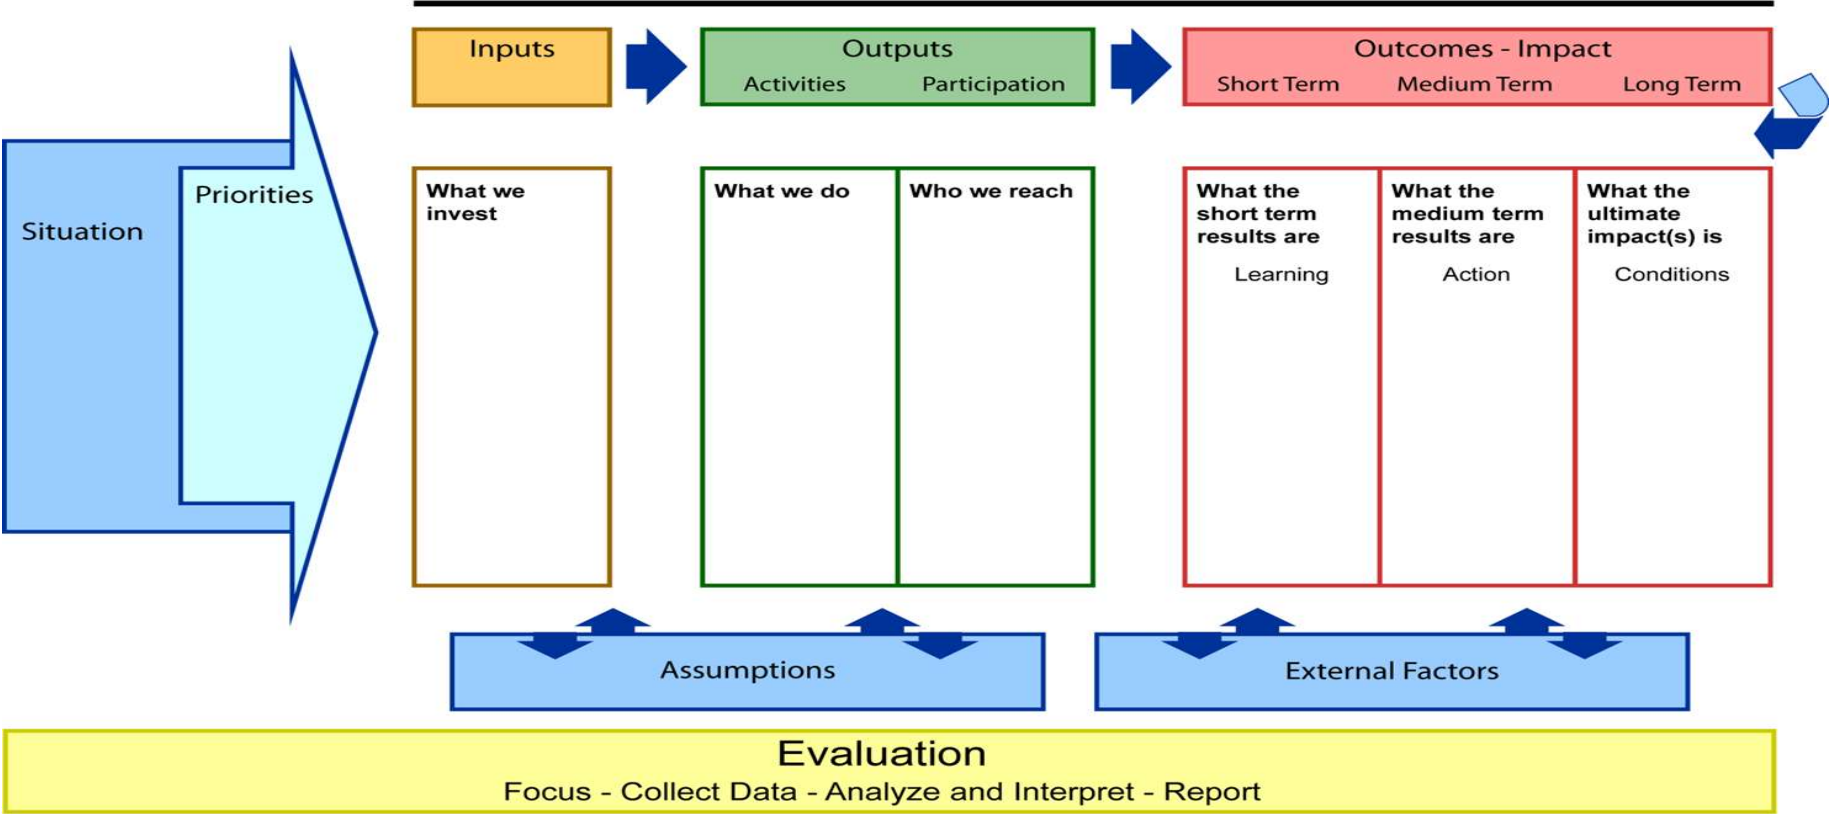 Inputs
Outputs
Activities
Participation
Outcomes - Impact
Short Term
Medium Term
Long Term
Situation
Priorities
What we
invest
What we do
Who we reach
What the
short term
results are
Learning
What the
medium term
results are
Action
What the
ultimate
impact(s) is
Conditions
Assumptions
External Factors
Evaluation
Focus - Collect Data - Analyze and Interpret - Report